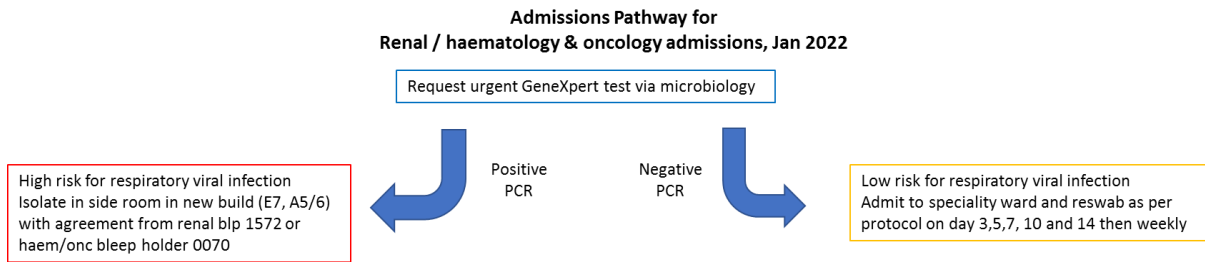 Admissions Pathway for
Renal / haematology & oncology admissions, Jan 2022
Request urgent GeneXpert test via microbiology
Positive
PCR
Negative
PCR
High risk for respiratory viral infection
Isolate in side room in new build (E7, A5/6)
with agreement from renal blp 1572 or
haem/onc bleep holder 0070
Low risk for respiratory viral infection
Admit to speciality ward and reswab as per
protocol on day 3,5,7, 10 and 14 then weekly